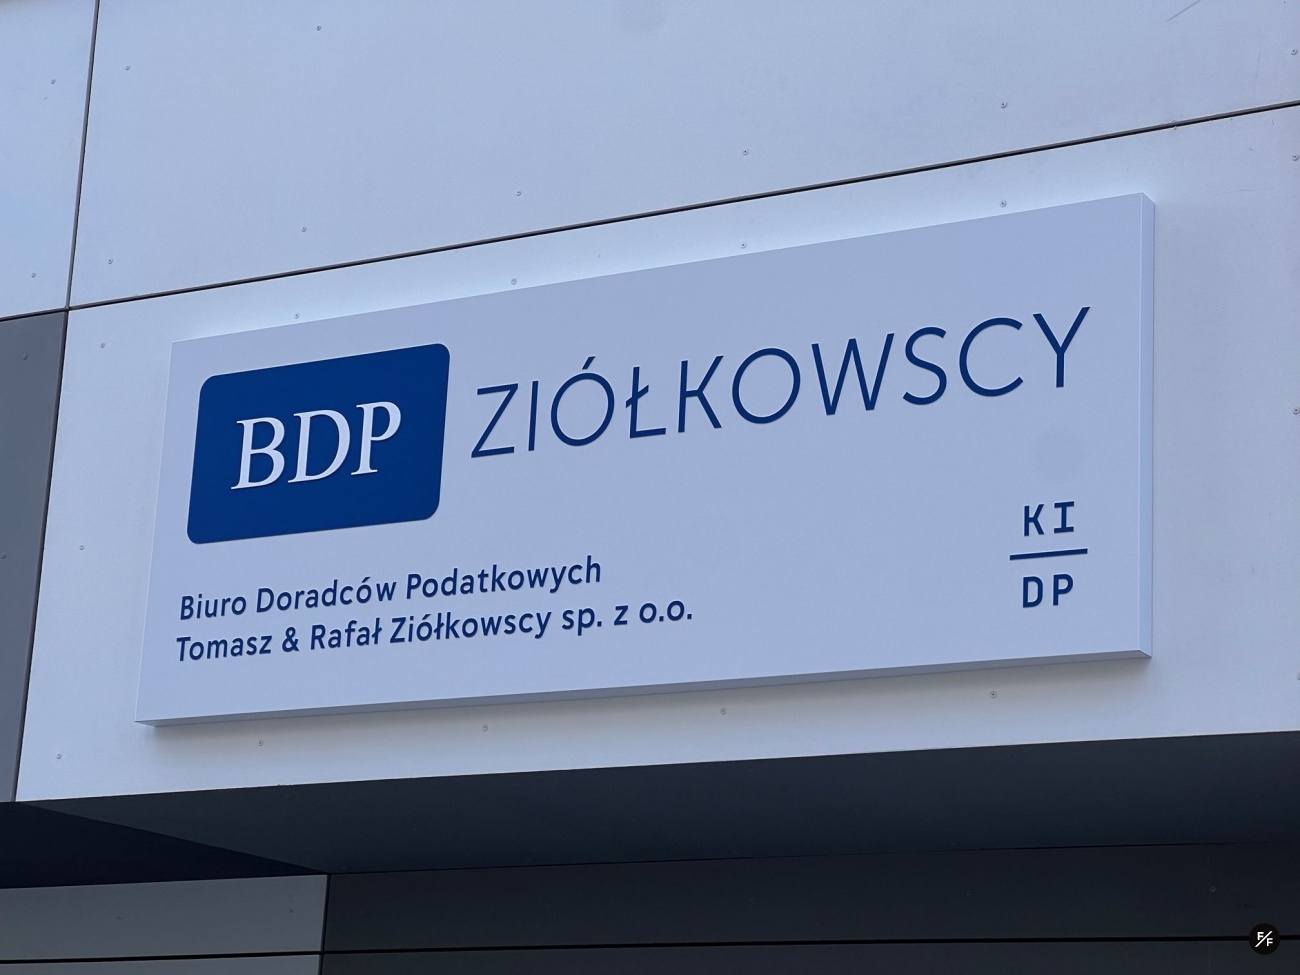 BDP ZIÓŁKOWSCY
Biuro Doradców Podatkowych
Tomasz & Rafał Ziółkowscy sp. z o.o.
KI
DP
F/F